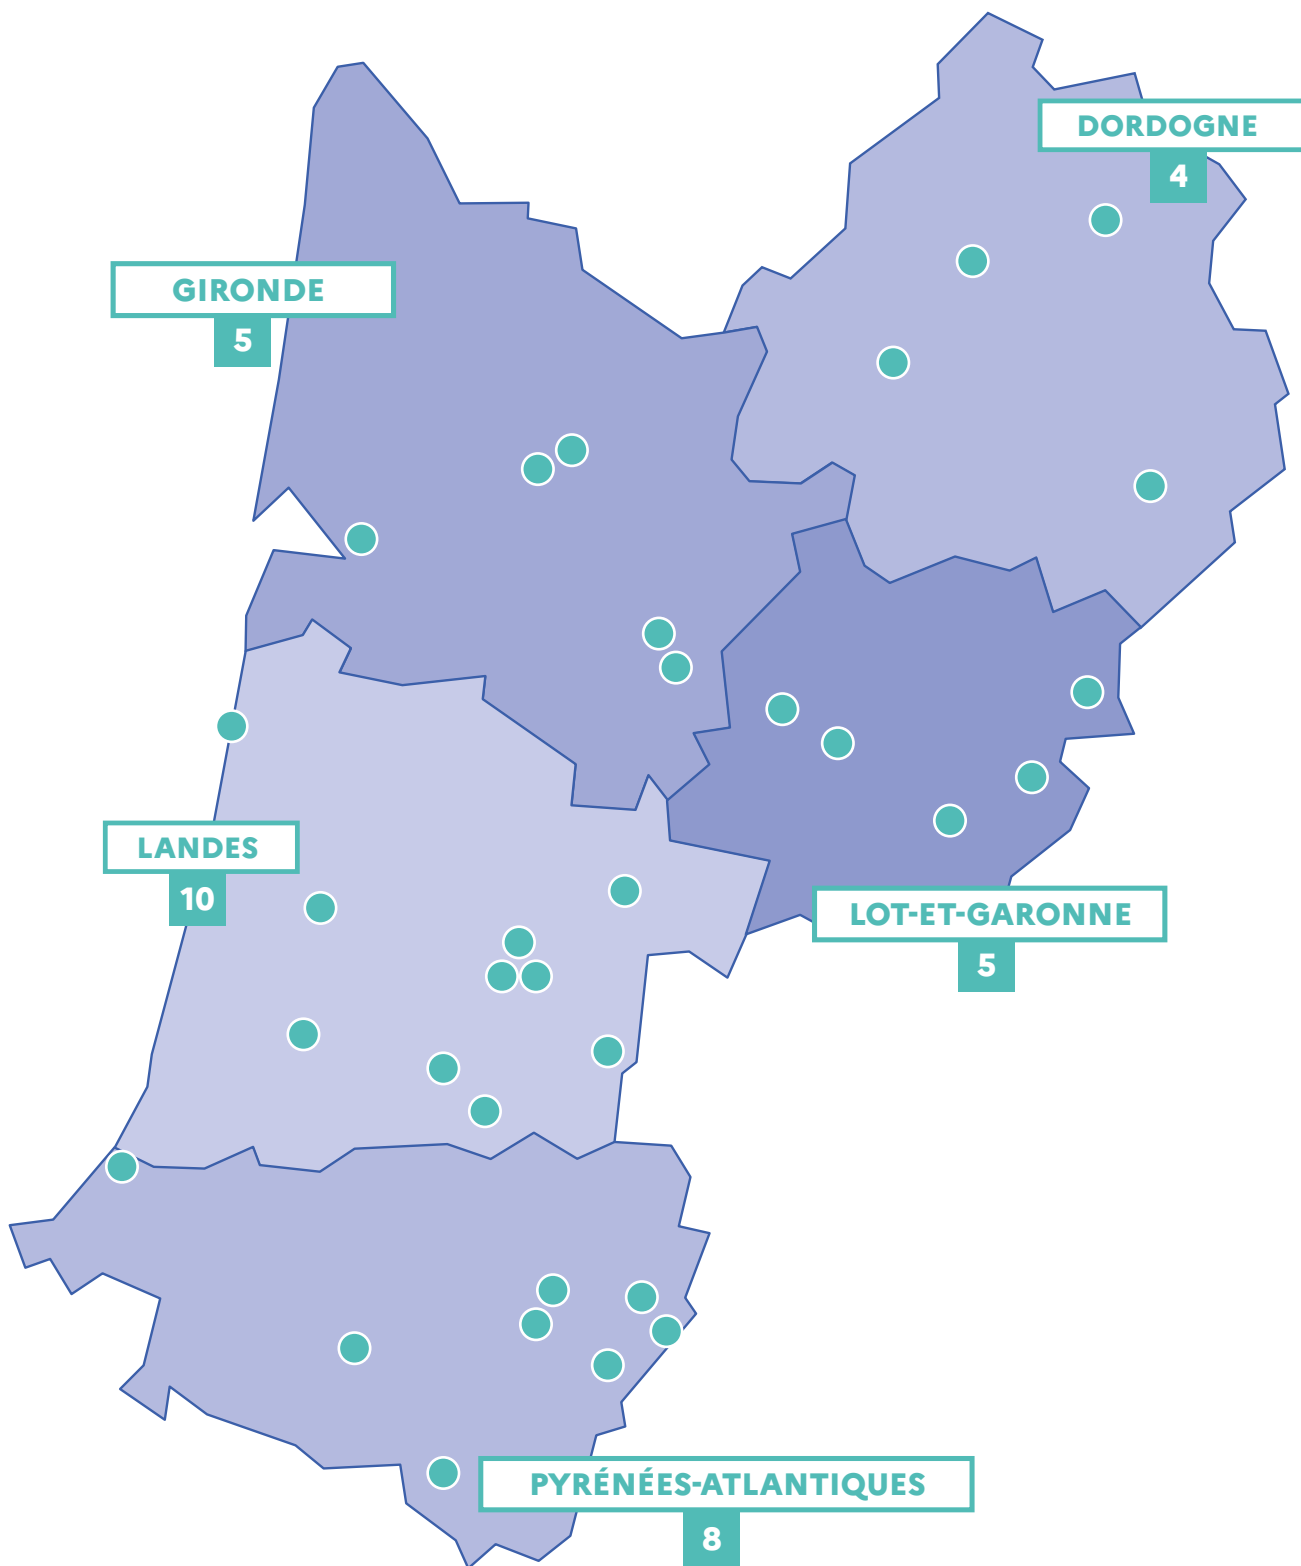 DORDOGNE
4
GIRONDE
5
LANDES
10
LOT-ET-GARONNE
5
PYRÉNÉES-ATLANTIQUES
8